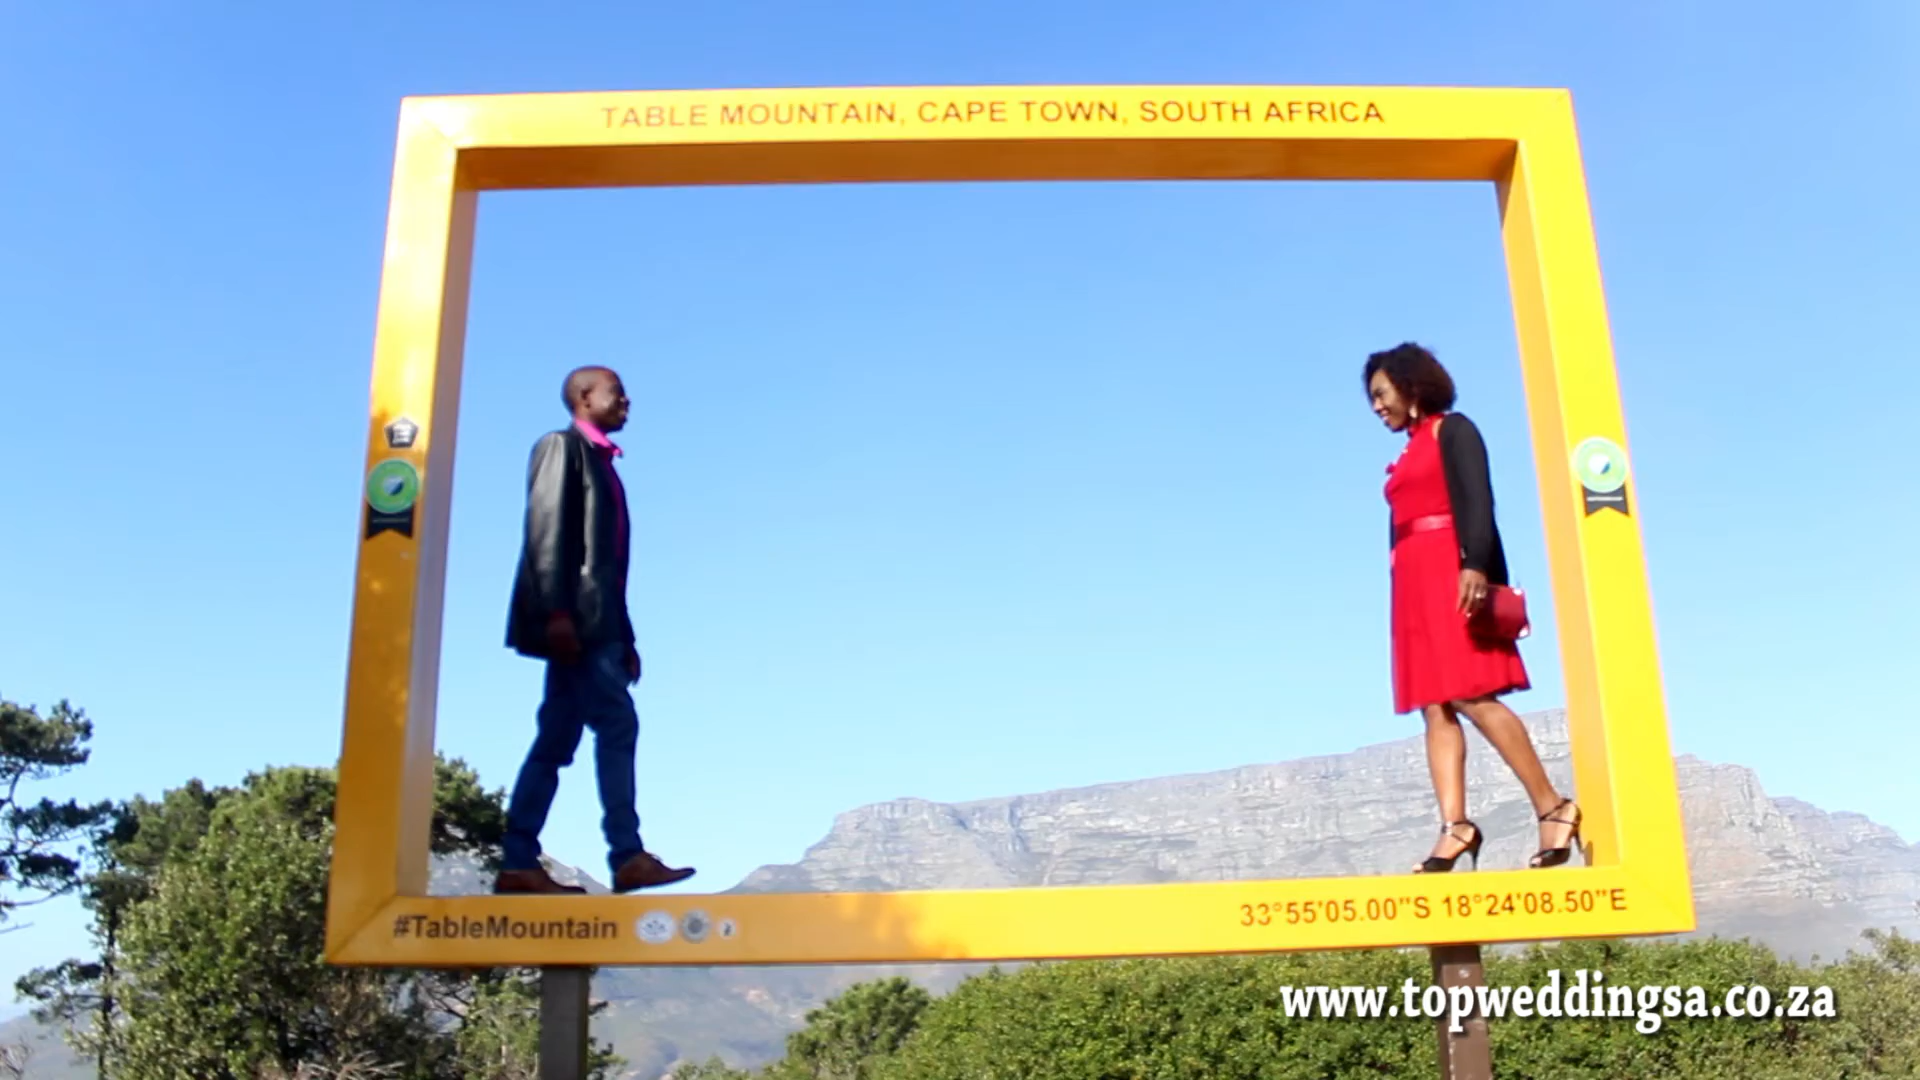 TABLE MOUNTAIN, CAPE TOWN, SOUTH AFRICA
#TableMountain
33°55'05.00"S 18°24'08.50"E
www.topweddingsa.co.za